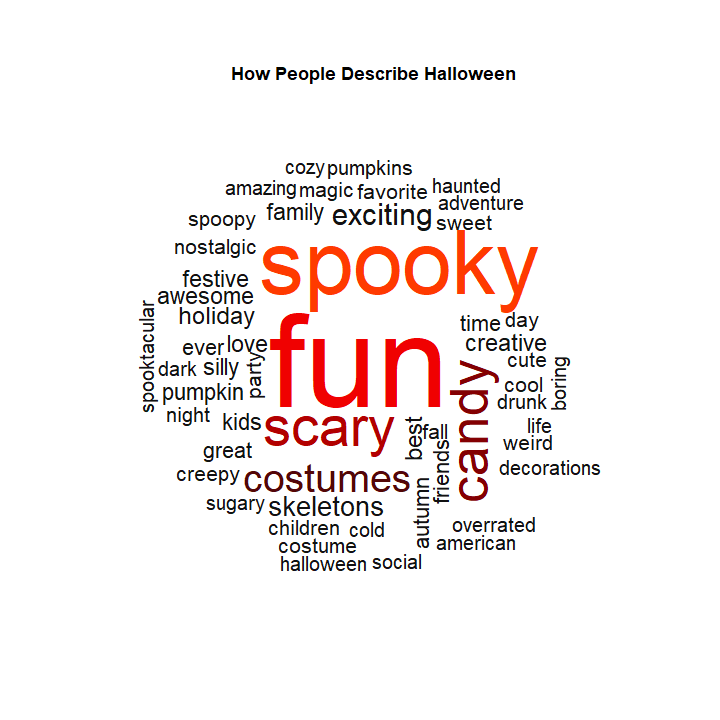 How People Describe Halloween
cozy pumpkins
amazing magic favorite haunted
adventure
spoopy family exciting sweet
nostalgic spooky
festive
awesome
holiday fun time day
spooktacular ever love creative
dark silly party cute
pumpkin candy cool boring
night kids scary best fall drunk
life
great weird
creepy costumes friends decorations
sugary skeletons autumn
children cold overrated
costume american
halloween social